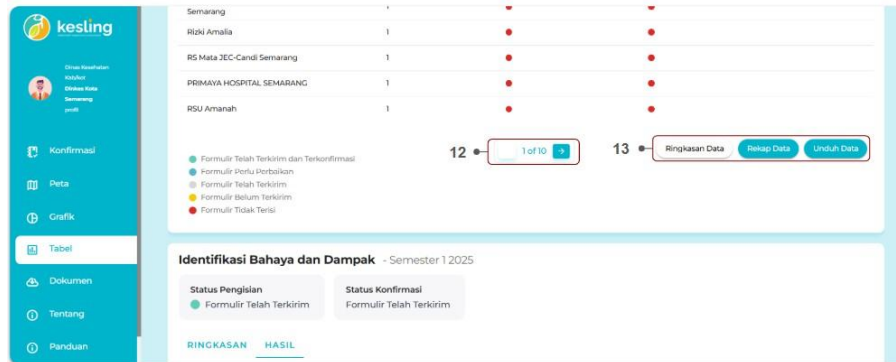 kesling
Dinas Kesehatan
Kab/Kot
Dinkes Kota
Semarang
profil
Konfirmasi
Peta
Grafik
Tabel
Dokumen
Tentang
Panduan
Semarang 1
Rizki Amalia 1
RS Mata JEC-Candi Semarang 1
PRIMAYA HOSPITAL SEMARANG 1
RSU Amanah 1
Formulir Telah Terkirim dan Terkonfirmasi
Formulir Perlu Perbaikan
Formulir Telah Terkirim
Formulir Belum Terkirim
Formulir Tidak Terisi
12 1 of 10 →
13 Ringkasan Data Rekap Data Unduh Data
Identifikasi Bahaya dan Dampak - Semester 1 2025
Status Pengisian Status Konfirmasi
Formulir Telah Terkirim Formulir Telah Terkirim
RINGKASAN HASIL